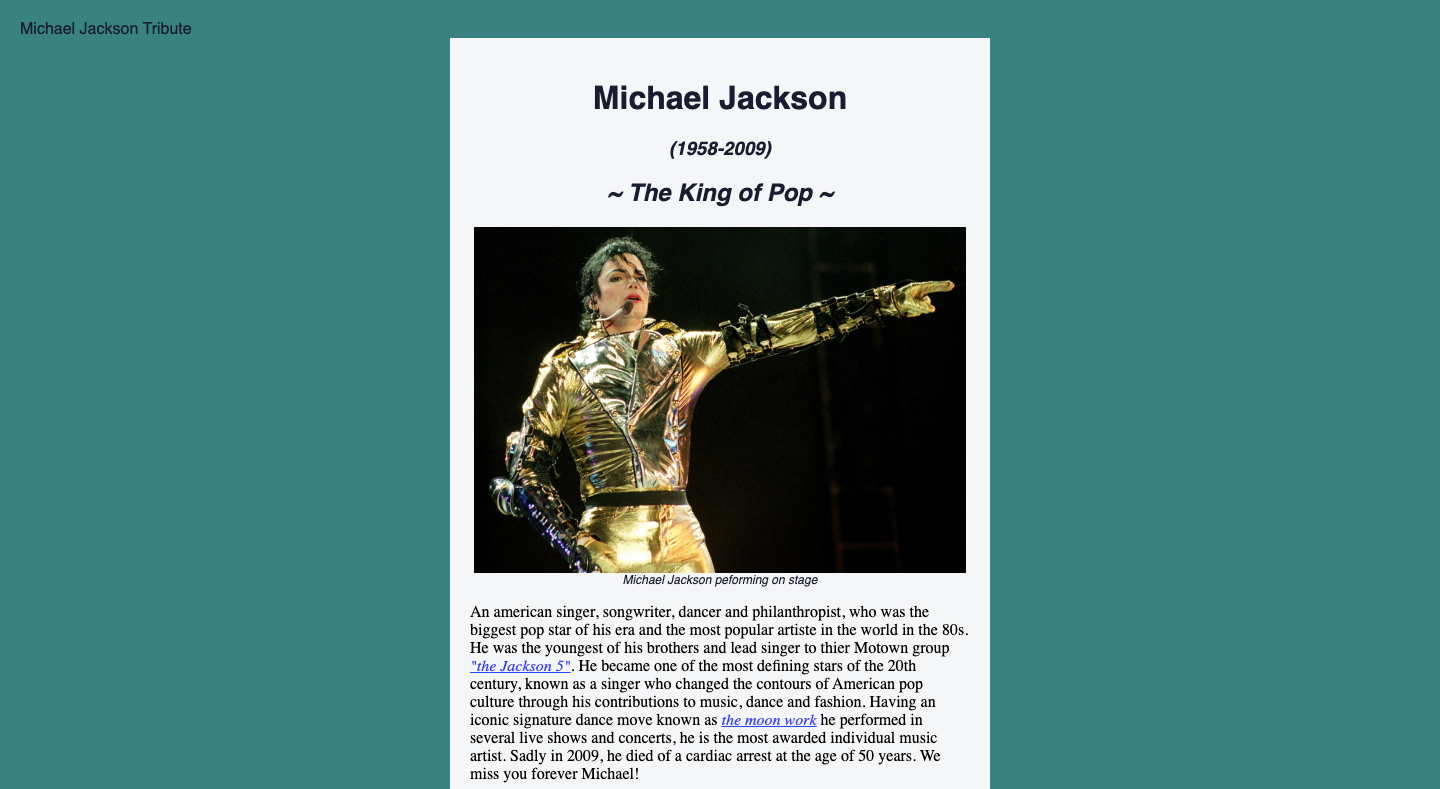 Michael Jackson Tribute
Michael Jackson
(1958-2009)
~ The King of Pop ~
Michael Jackson peforming on stage
An american singer, songwriter, dancer and philanthropist, who was the
biggest pop star of his era and the most popular artiste in the world in the 80s.
He was the youngest of his brothers and lead singer to thier Motown group
"the Jackson 5". He became one of the most defining stars of the 20th
century, known as a singer who changed the contours of American pop
culture through his contributions to music, dance and fashion. Having an
iconic signature dance move known as the moon work he performed in
several live shows and concerts, he is the most awarded individual music
artist. Sadly in 2009, he died of a cardiac arrest at the age of 50 years. We
miss you forever Michael!